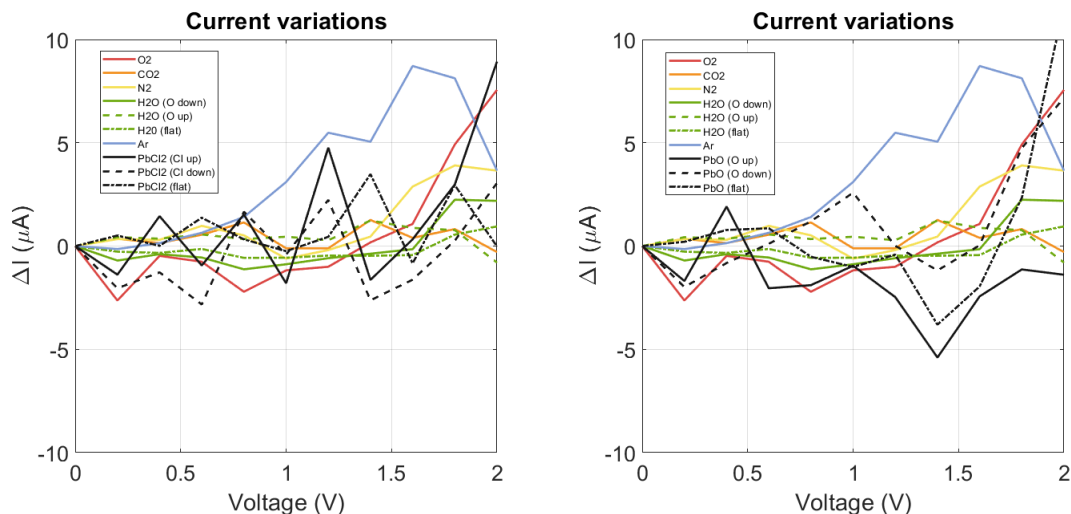 Current variations
10
5
0
-5
-10
ΔI (μA)
O2
CO2
N2
H2O (O down)
H2O (O up)
H20 (flat)
Ar
PbCl2 (Cl up)
PbCl2 (Cl down)
PbCl2 (flat)
0
0.5
1
1.5
2
Voltage (V)
Current variations
10
5
0
-5
-10
ΔI (μA)
O2
CO2
N2
H2O (O down)
H2O (O up)
H2O (flat)
Ar
PbO (O up)
PbO (O down)
PbO (flat)
0
0.5
1
1.5
2
Voltage (V)